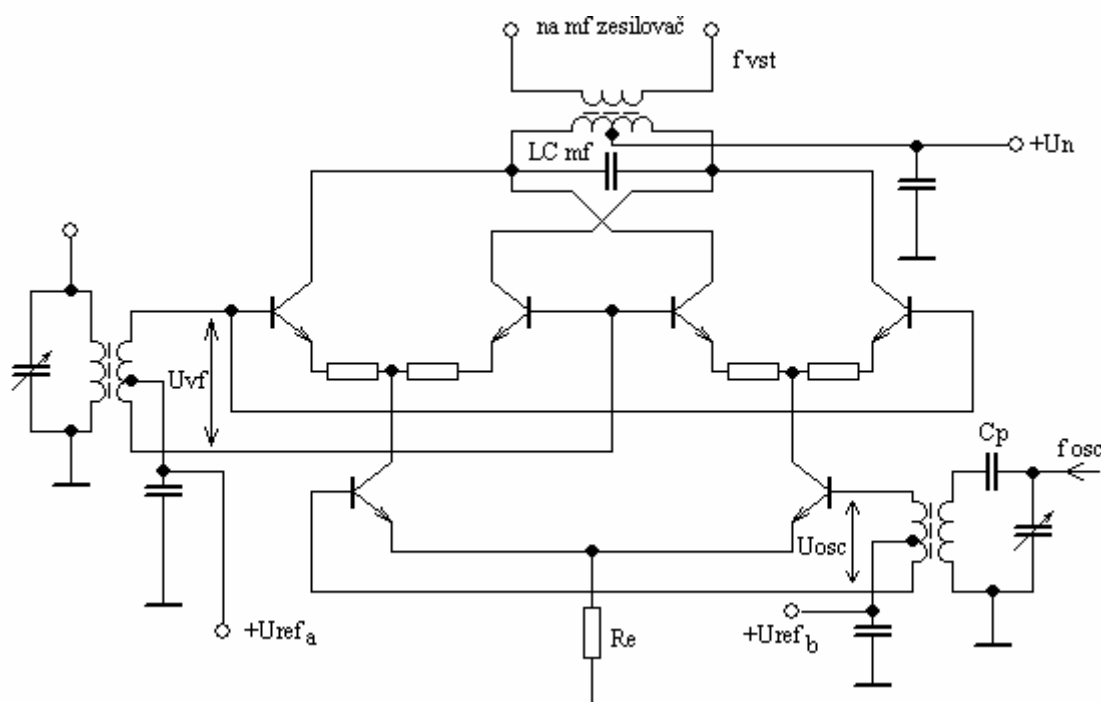 na mf zesilovač
f vst
LC mf
+Un
Uvf
Cp
f osc
Uosc
+Uref a
Re
+Uref b